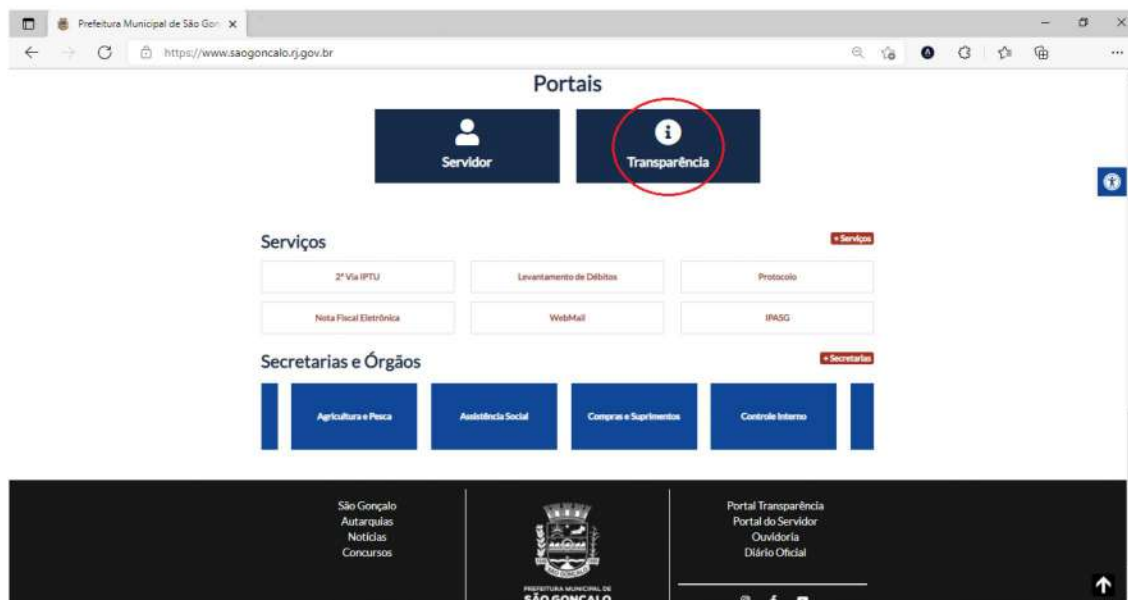 Prefeitura Municipal de São Gon
https://www.saogoncalo.rj.gov.br
Portais
Servidor
Transparência
Serviços
+ Serviços
2ª Via IPTU
Levantamento de Débitos
Protocolo
Nota Fiscal Eletrônica
WebMail
IPASG
Secretarias e Órgãos
+ Secretarias
Agricultura e Pesca
Assistência Social
Compras e Suprimentos
Controle Interno
São Gonçalo
Autarquias
Notícias
Concursos
SÃO GONÇALO
PREFEITURA MUNICIPAL DE
SÃO GONÇALO
Portal Transparência
Portal do Servidor
Ouvidoria
Diário Oficial